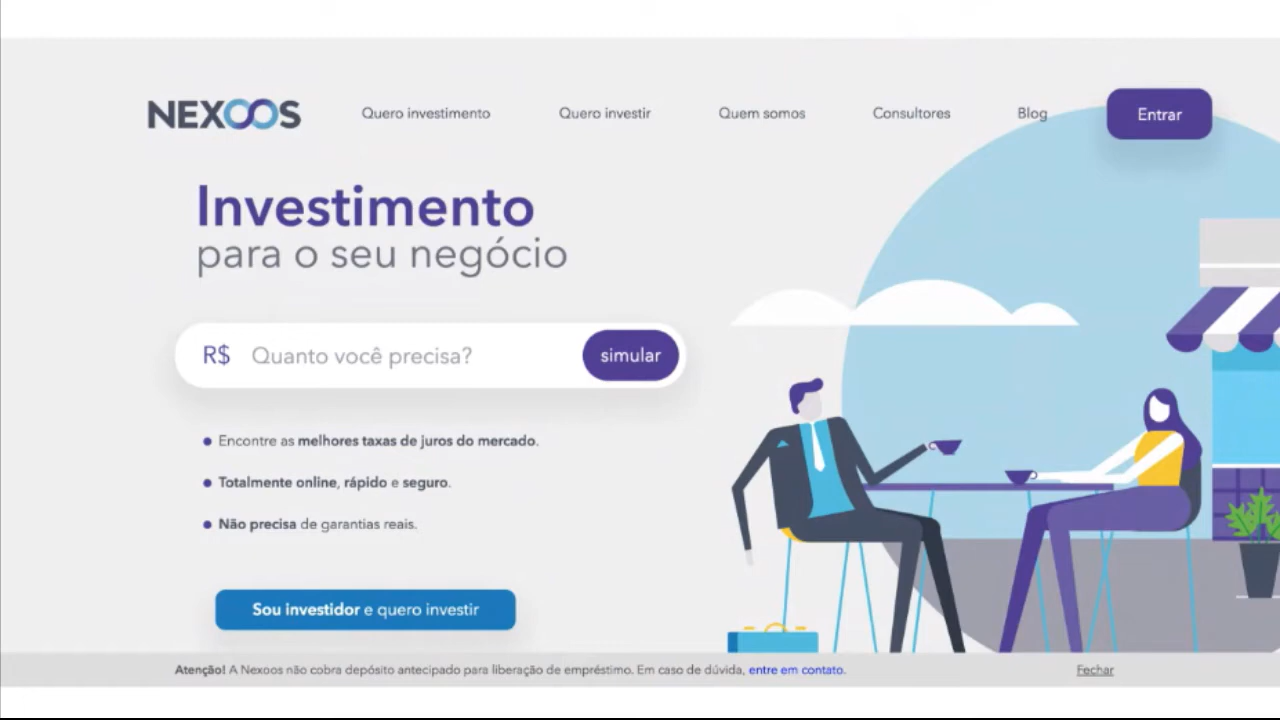 NEXOOS
Quero investimento
Quero investir
Quem somos
Consultores
Blog
Entrar
Investimento
para o seu negócio
R$ Quanto você precisa?
simular
Encontre as melhores taxas de juros do mercado.
Totalmente online, rápido e seguro.
Não precisa de garantias reais.
Sou investidor e quero investir
Atenção! A Nexoos não cobra depósito antecipado para liberação de empréstimo. Em caso de dúvida, entre em contato.
Fechar